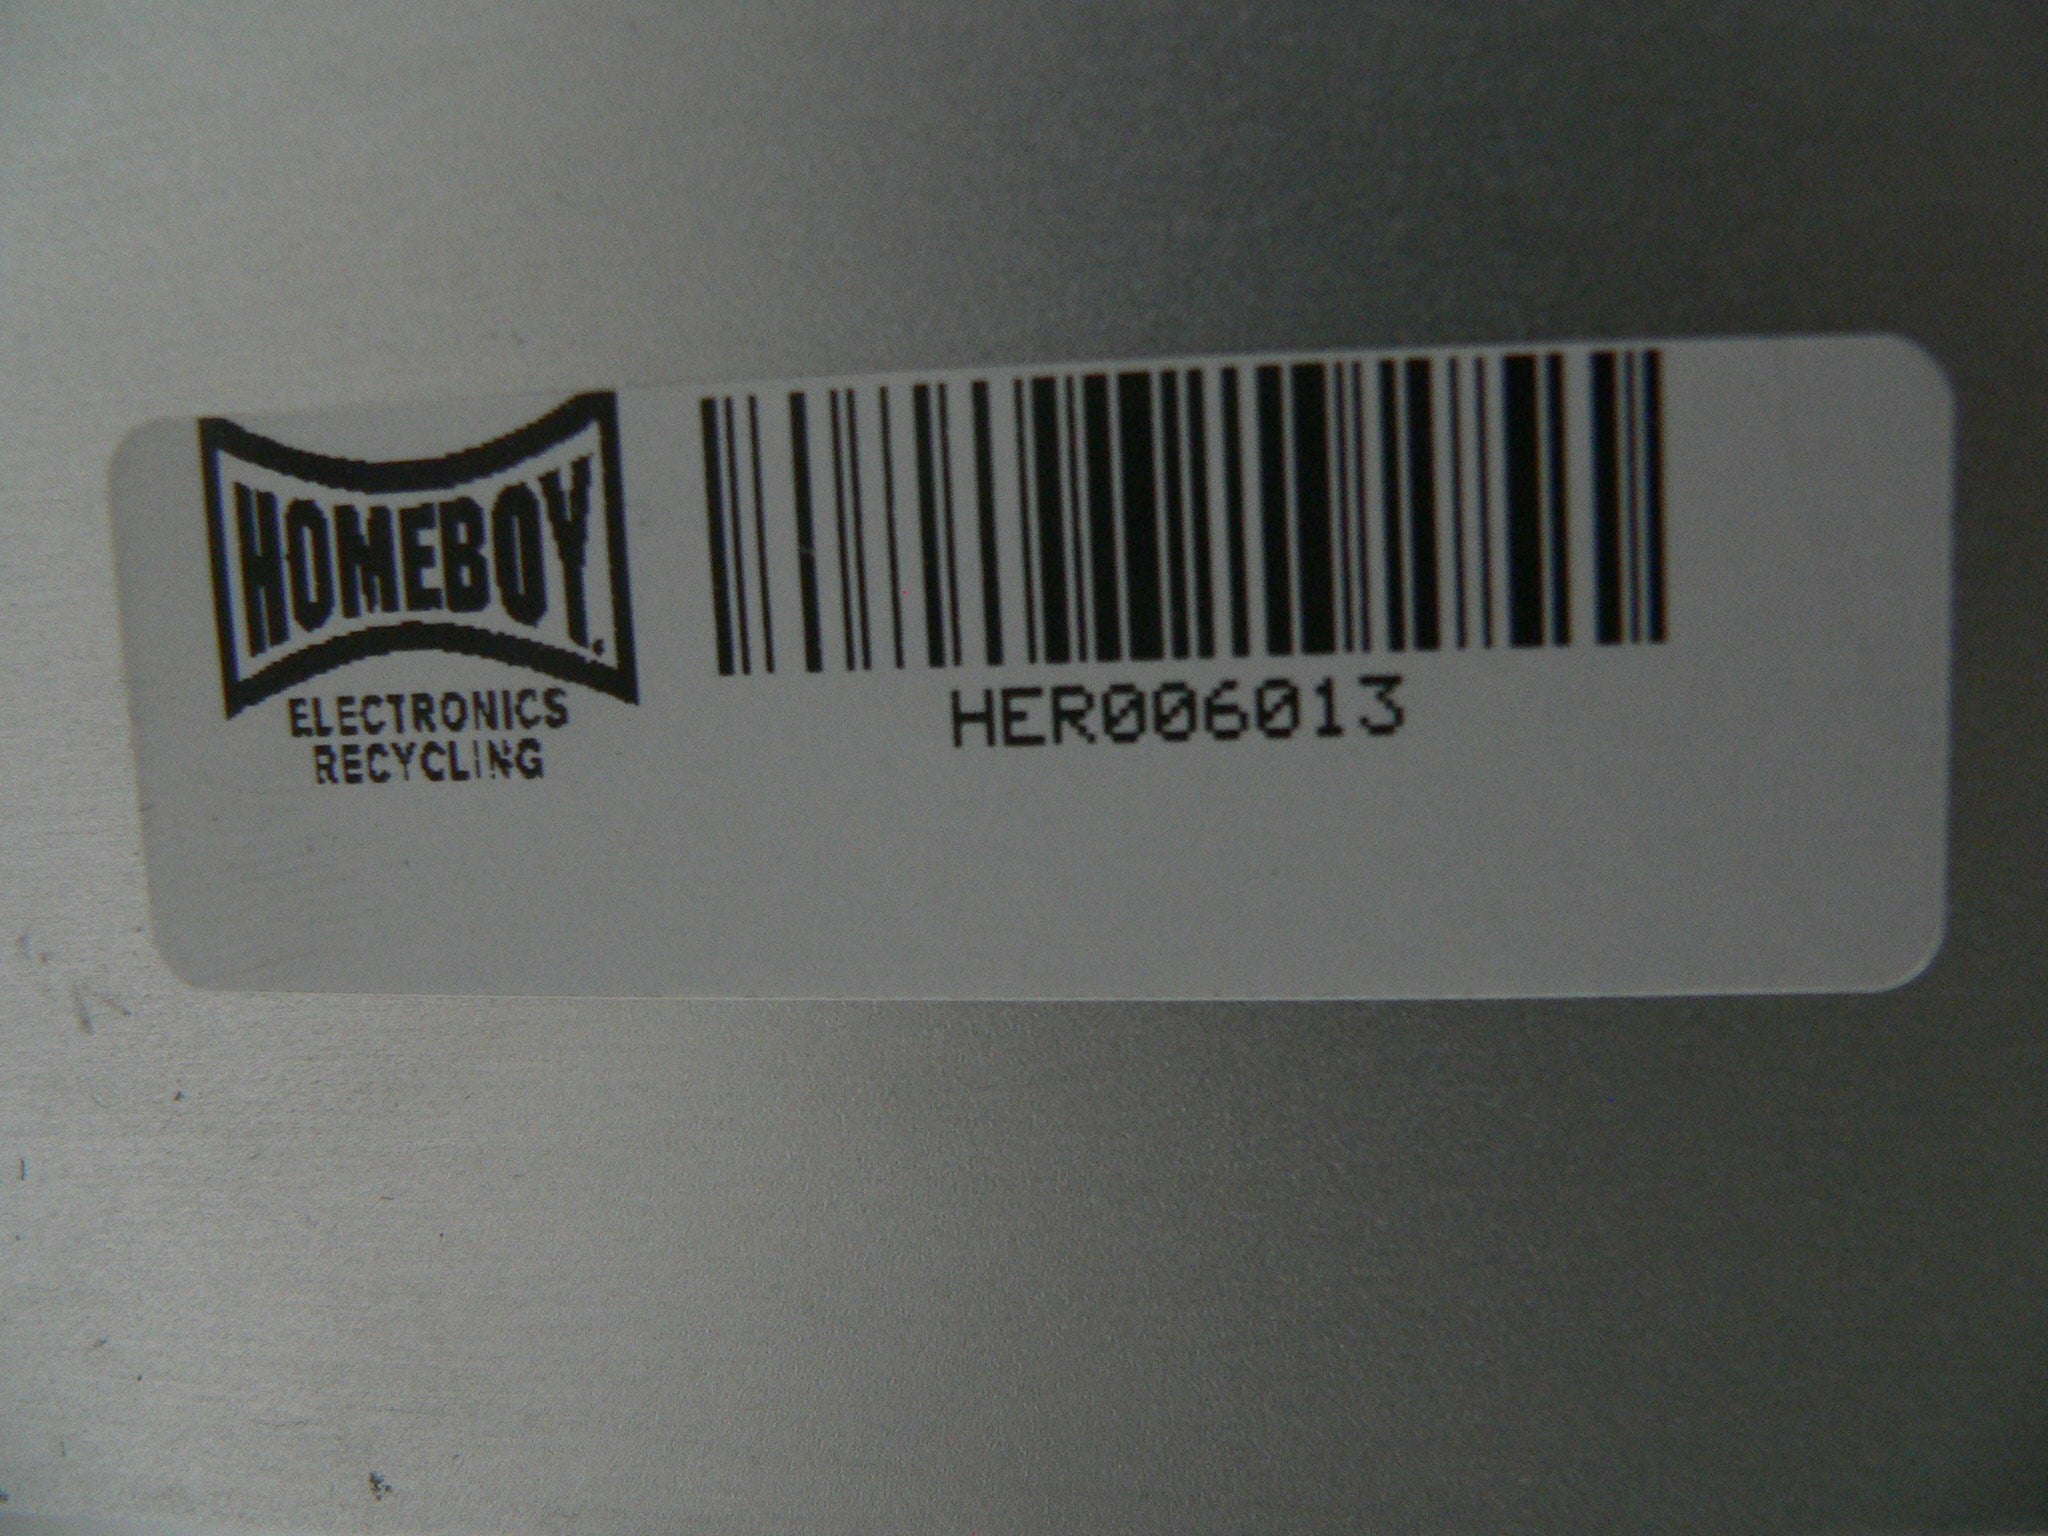 HOMEBOY
ELECTRONICS
RECYCLING
HER006013